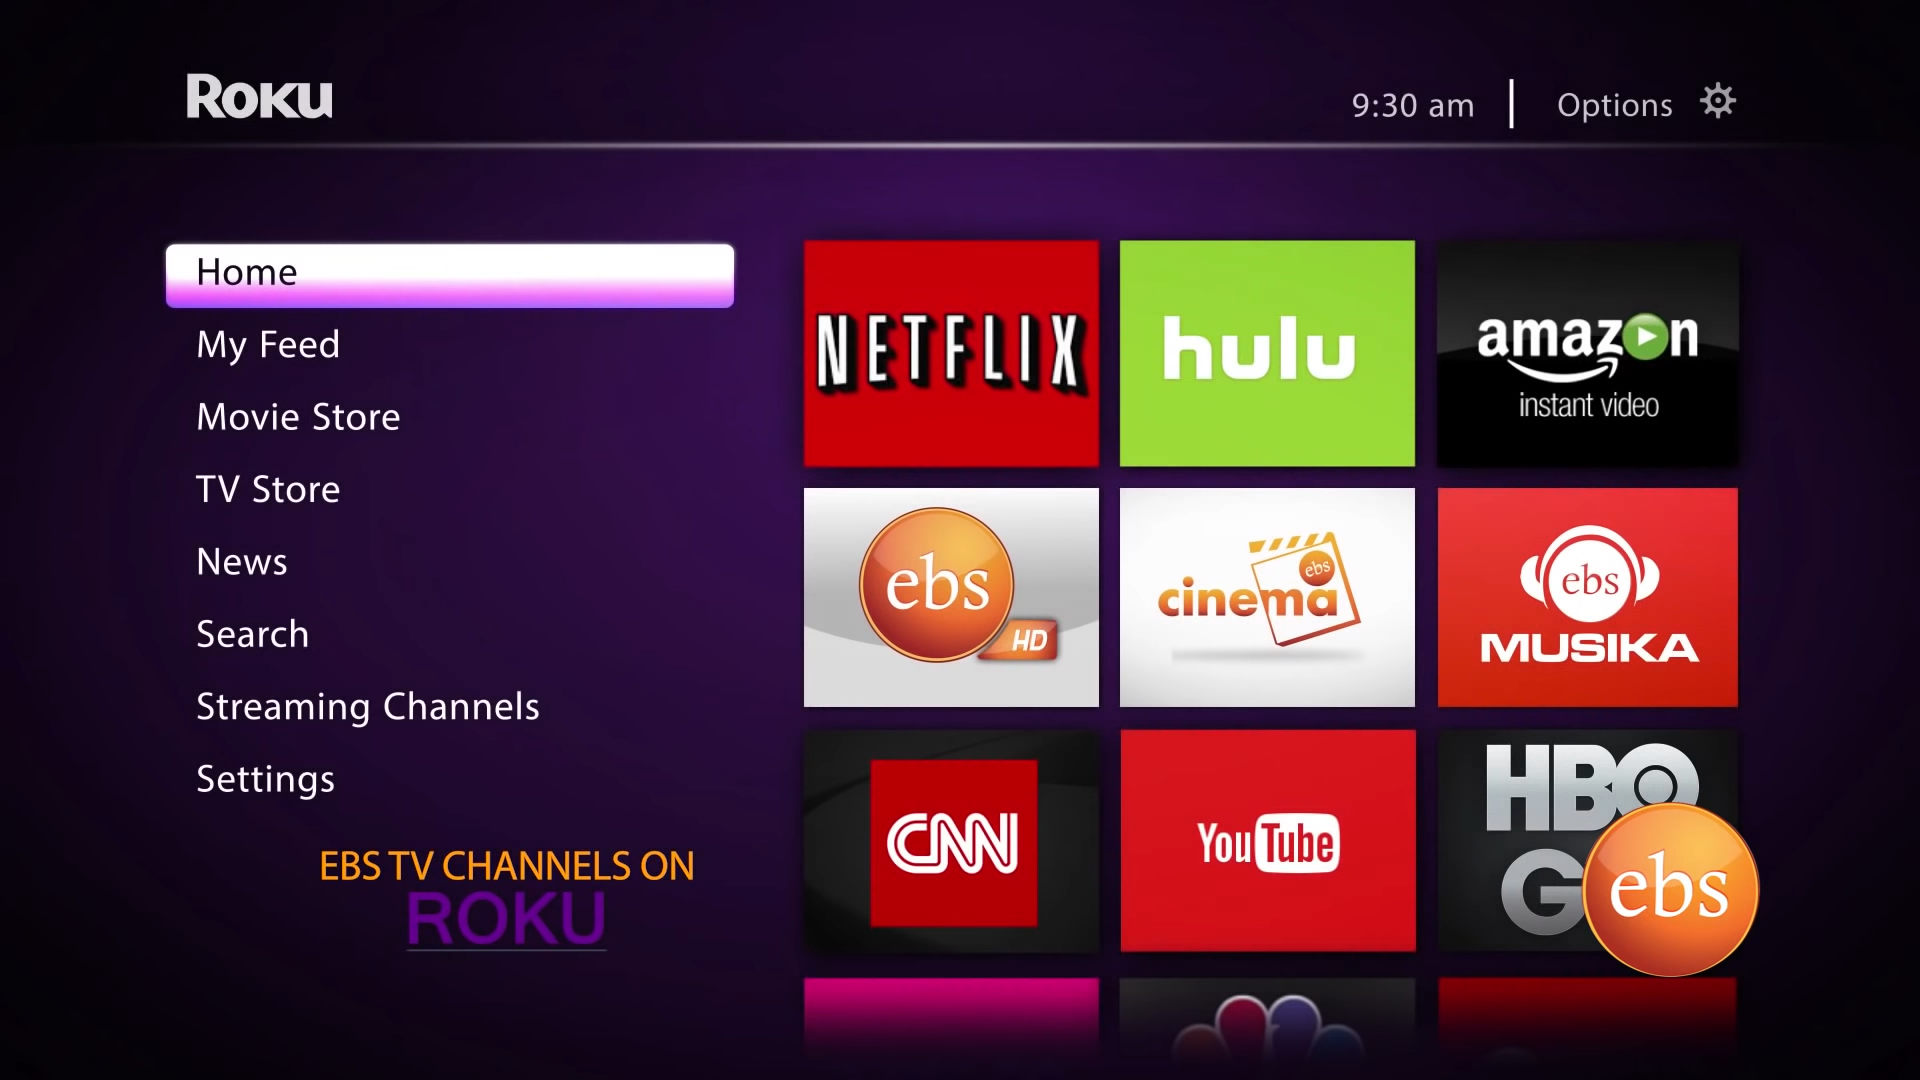 ROKU
9:30 am | Options
Home
My Feed
Movie Store
TV Store
News
Search
Streaming Channels
Settings
EBS TV CHANNELS ON
ROKU
NETFLIX
hulu
amazon
instant video
ebs
HD
cinema
ebs
ebs
MUSIKA
CNN
YouTube
HBO
G
ebs